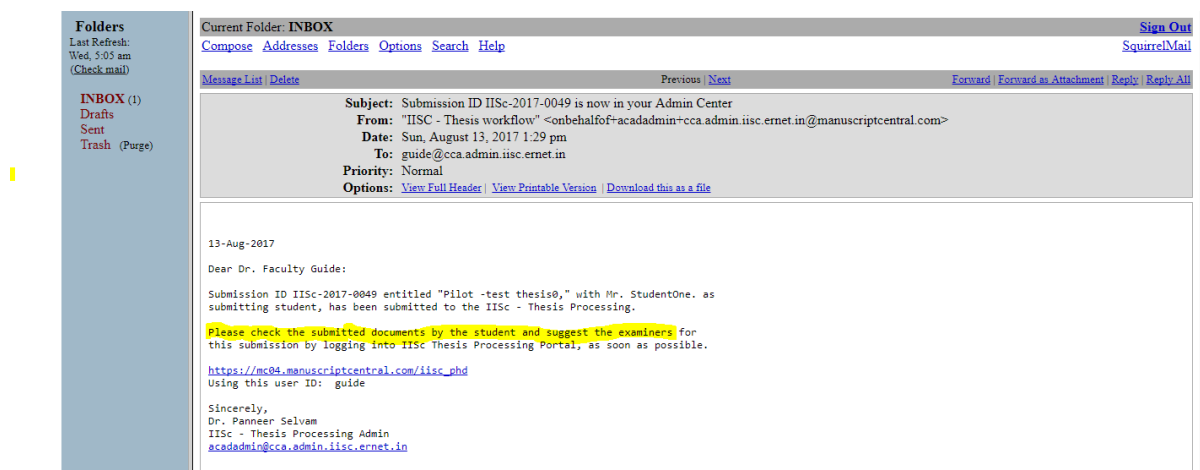 Folders
Last Refresh:
Wed, 5:05 am
(Check mail)
INBOX (1)
Drafts
Sent
Trash (Purge)
Current Folder: INBOX Sign Out
Compose Addresses Folders Options Search Help SquirrelMail
Message List | Delete Previous | Next Forward | Forward as Attachment | Reply | Reply All
Subject: Submission ID IISc-2017-0049 is now in your Admin Center
From: "IISC - Thesis workflow" <onbehalfof+acadadmin+cca.admin.iisc.ernet.in@manuscriptcentral.com>
Date: Sun, August 13, 2017 1:29 pm
To: guide@cca.admin.iisc.ernet.in
Priority: Normal
Options: View Full Header | View Printable Version | Download this as a file
13-Aug-2017
Dear Dr. Faculty Guide:
Submission ID IISc-2017-0049 entitled "Pilot -test thesis0," with Mr. StudentOne. as
submitting student, has been submitted to the IISc - Thesis Processing.
Please check the submitted documents by the student and suggest the examiners for
this submission by logging into IISc Thesis Processing Portal, as soon as possible.
https://mc04.manuscriptcentral.com/iisc_phd
Using this user ID: guide
Sincerely,
Dr. Panneer Selvam
IISc - Thesis Processing Admin
acadadmin@cca.admin.iisc.ernet.in